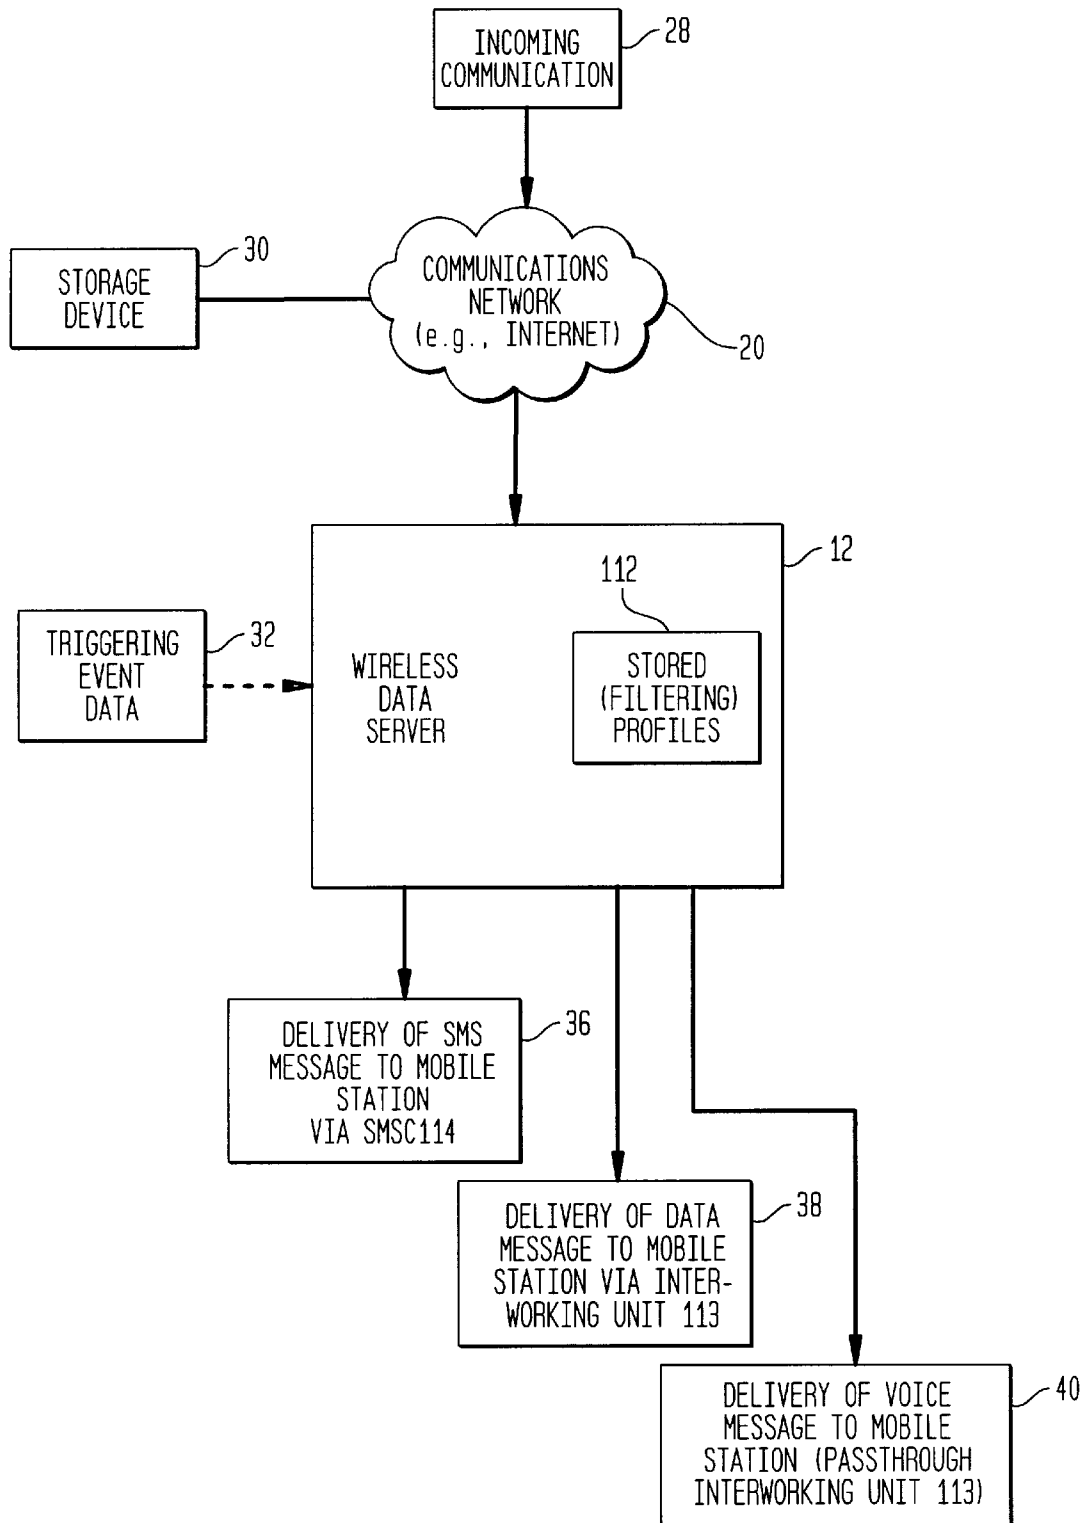 INCOMING
COMMUNICATION
28
STORAGE
DEVICE
30
COMMUNICATIONS
NETWORK
(e.g., INTERNET)
20
12
112
TRIGGERING
EVENT
DATA
32
WIRELESS
DATA
SERVER
STORED
(FILTERING)
PROFILES
DELIVERY OF SMS
MESSAGE TO MOBILE
STATION
VIA SMSC114
36
DELIVERY OF DATA
MESSAGE TO MOBILE
STATION VIA INTER-
WORKING UNIT 113
38
DELIVERY OF VOICE
MESSAGE TO MOBILE
STATION (PASSTHROUGH
INTERWORKING UNIT 113)
40